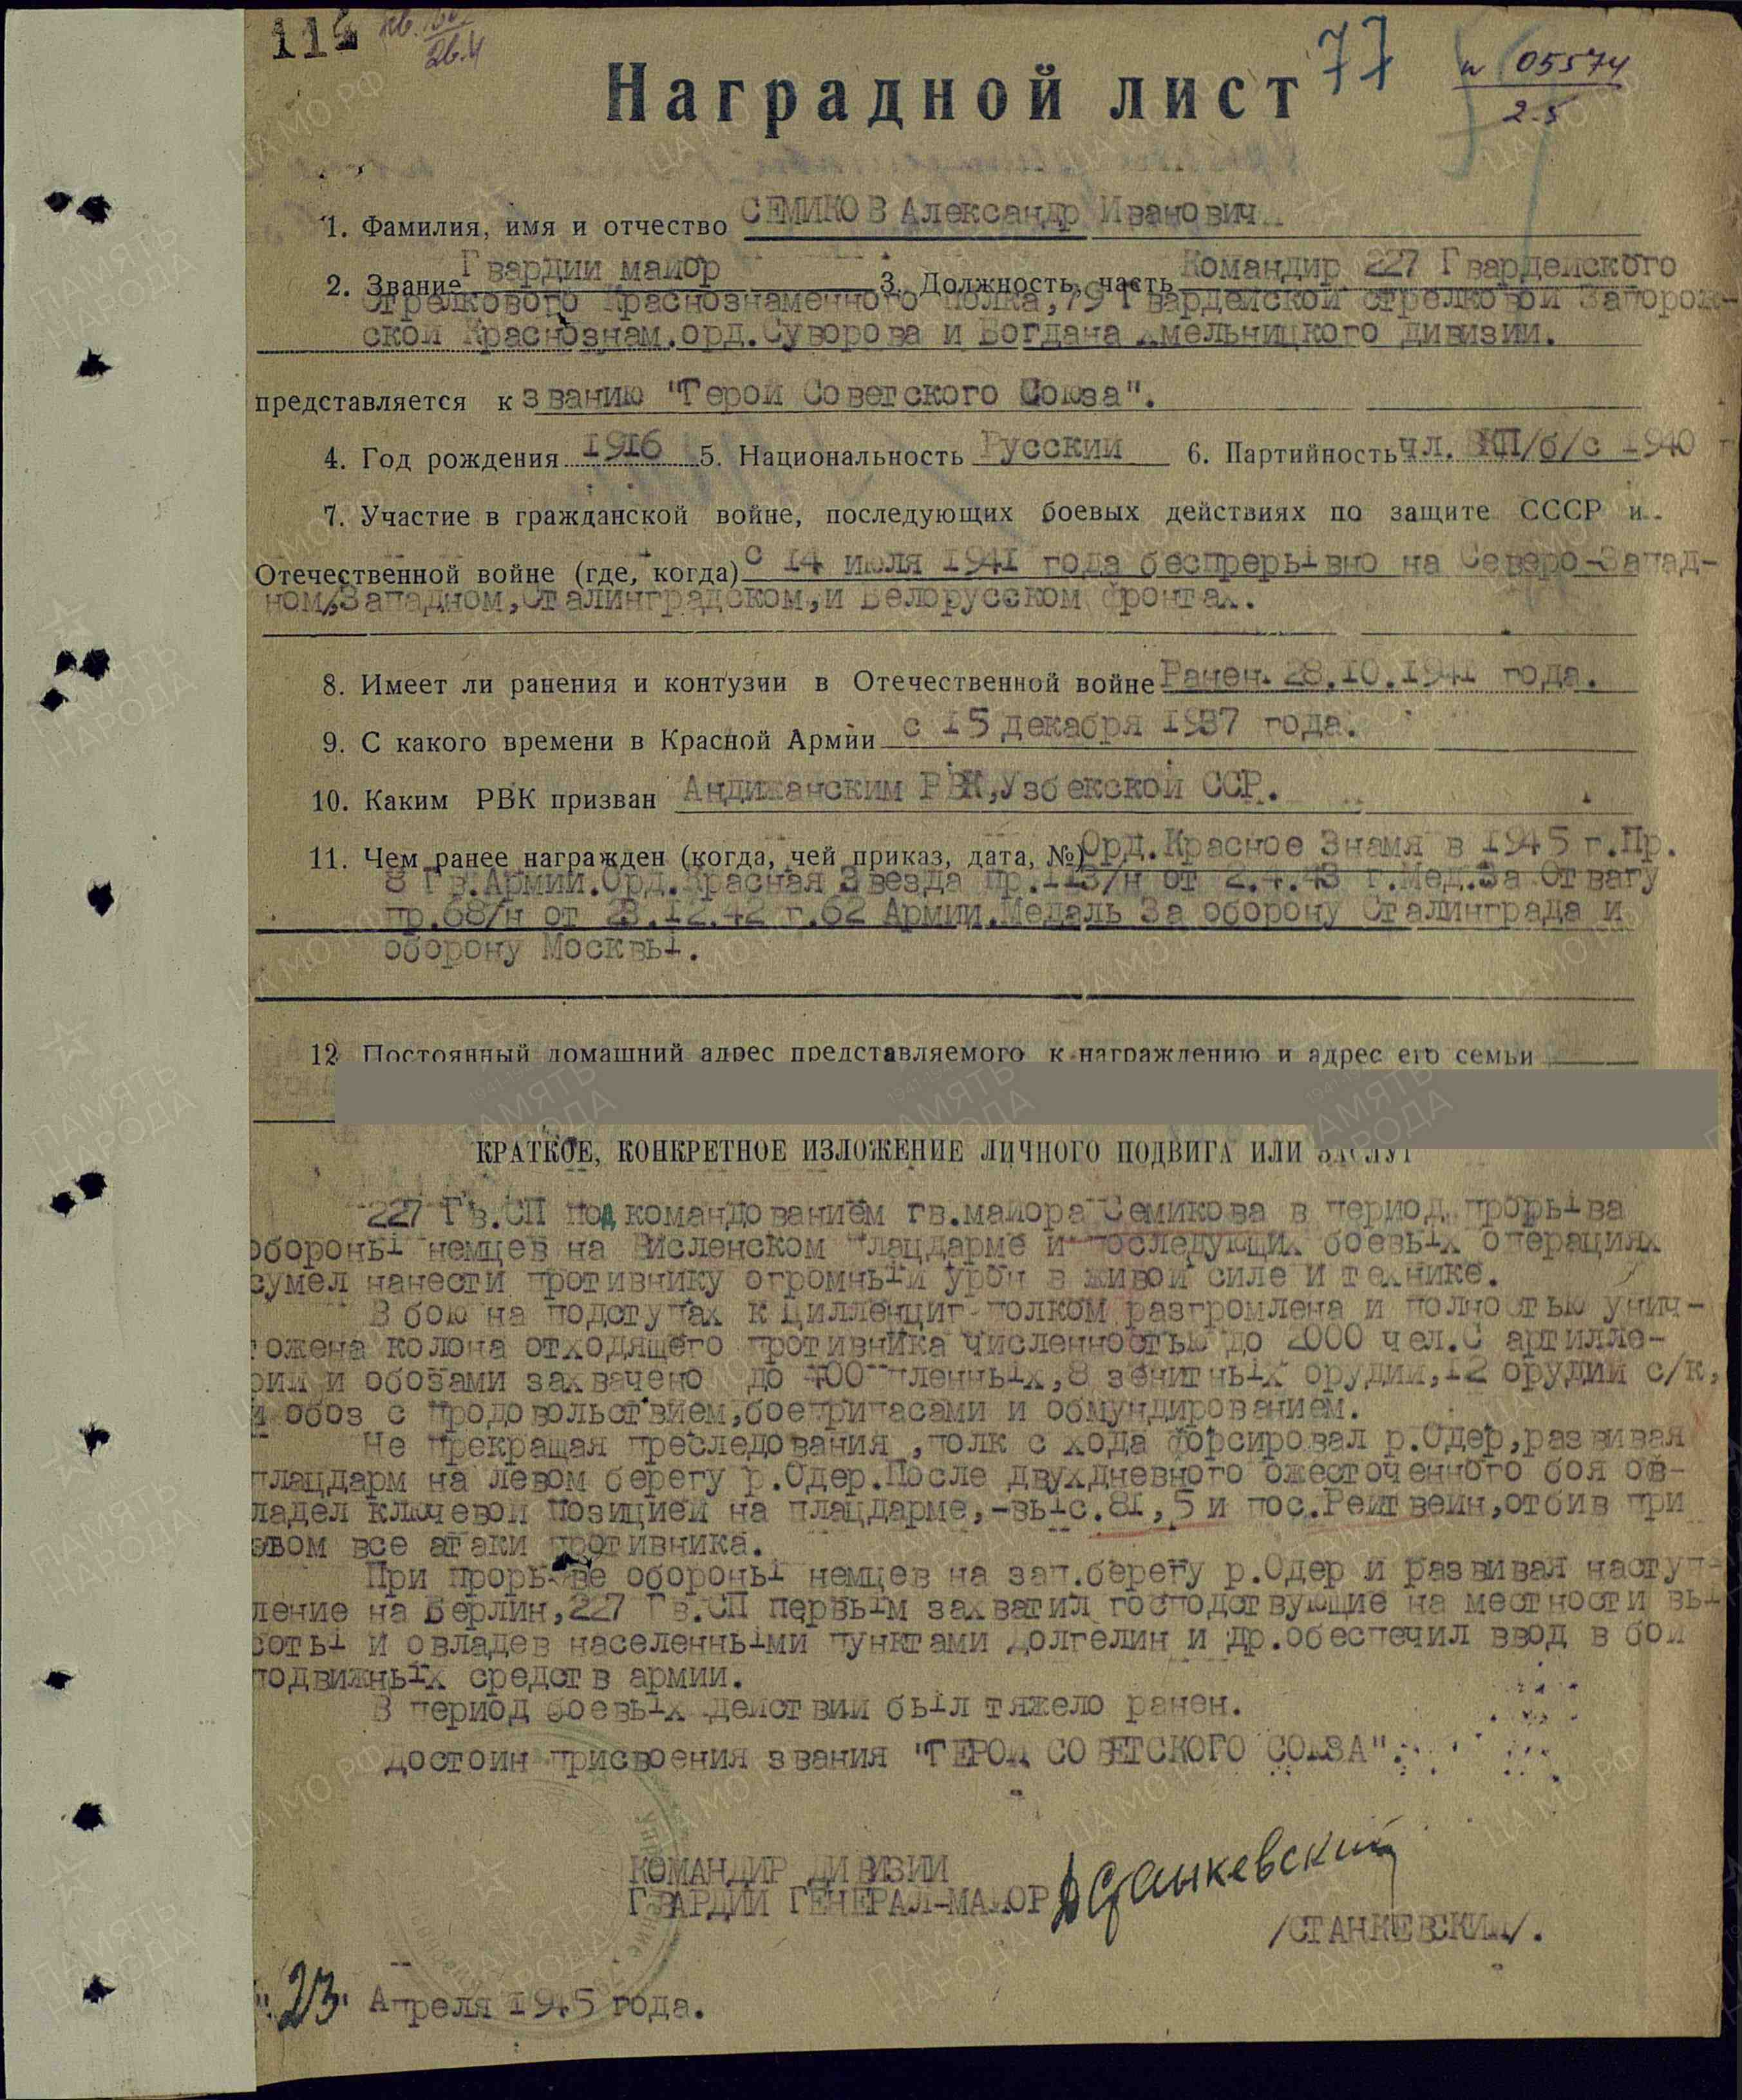 114
77
№ 05574
2.5
Наградной лист
1. Фамилия, имя и отчество СЕМИКОВ Александр Иванович.
2. Звание Гвардии майор 3. Должность, часть Командир 227 Гвардейского
стрелкового Краснознаменного полка,79 Гвардейской стрелковой Запорож-
ской Краснознам.орд.Суворова и Богдана Хмельницкого дивизии.
представляется к званию "Герой Советского Союза".
4. Год рождения 1916 5. Национальность Русский 6. Партийность чл. ВКП/б/с 1940 г
7. Участие в гражданской войне, последующих боевых действиях по защите СССР и
Отечественной войне (где, когда) с 14 июля 1941 года беспрерывно на Северо-Запад-
ном,Западном,Сталинградском,и Белорусском фронтах.
8. Имеет ли ранения и контузии в Отечественной войне Ранен 28.10.1941 года.
9. С какого времени в Красной Армии с 15 декабря 1937 года.
10. Каким РВК призван Андижанским РВК,Узбекской ССР.
11. Чем ранее награжден (когда, чей приказ, дата, №) Орд.Красное Знамя в 1945 г.Пр.
8 Гв.Армии.Орд.Красная Звезда пр.113/н от 2.4.43 г.Мед.За Отвагу
пр.68/н от 23.12.42 г.62 Армии.Медаль За оборону Сталинграда и
оборону Москвы.
12 Постоянный домашний адрес представляемого к награждению и адрес его семьи
КРАТКОЕ, КОНКРЕТНОЕ ИЗЛОЖЕНИЕ ЛИЧНОГО ПОДВИГА ИЛИ ЗАСЛУГ
227 Гв.СП под командованием гв.майора Семикова в период прорыва
обороны немцев на Висленском плацдарме и последующих боевых операциях
сумел нанести противнику огромный урон в живой силе и технике.
В бою на подступах к Цилленциг полком разгромлена и полностью унич-
тожена колона отходящего противника численностью до 2000 чел.С артилле-
рии и обозами захвачено до 400 пленных,8 зенитных орудий,12 орудий с/к,
и обоз с продовольствием,боеприпасами и обмундированием.
Не прекращая преследования ,полк с хода форсировал р.Одер,развивая
плацдарм на левом берегу р.Одер.После двухдневного ожесточенного боя ов-
ладел ключевой позицией на плацдарме,-выс.81,5 и пос.Рейтвейн,отбив при
этом все атаки противника.
При прорыве обороны немцев на зап.берегу р.Одер и развивая наступ-
ление на Берлин,227 Гв.СП первым захватил господствующие на местности вы
соты и овладев населенными пунктами Долгелин и др.обеспечил ввод в бой
подвижных средств армии.
В период боевых действий был тяжело ранен.
Достоин присвоения звания "ГЕРОЙ СОВЕТСКОГО СОЮЗА".
КОМАНДИР ДИВИЗИИ
ГВАРДИИ ГЕНЕРАЛ-МАЙОР Станкевский
/СТАНКЕВСКИЙ/.
"23" Апреля 1945 года.